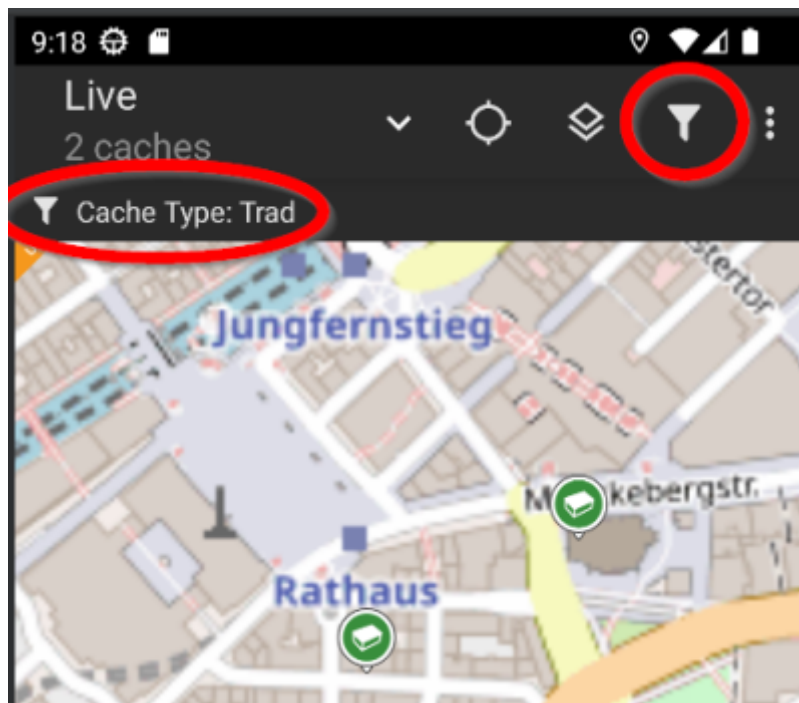 9:18
Live
2 caches
Cache Type: Trad
stertor
Jungfernstieg
kebergstr.
Rathaus